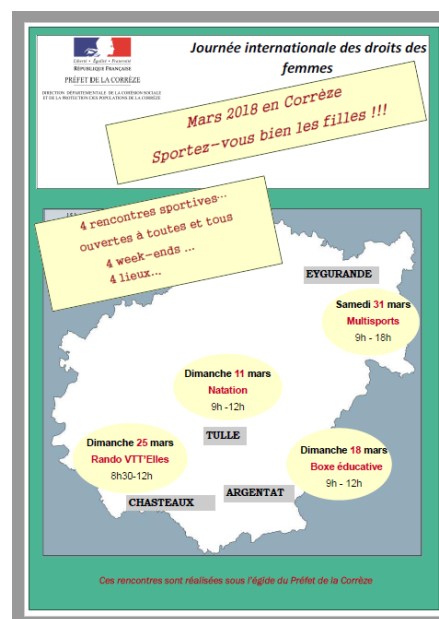 Liberté • Égalité • Fraternité
RÉPUBLIQUE FRANÇAISE
PRÉFET DE LA CORRÈZE
DIRECTION DÉPARTEMENTALE DE LA COHÉSION SOCIALE
ET DE LA PROTECTION DES POPULATIONS DE LA CORRÈZE
Journée internationale des droits des
femmes
Mars 2018 en Corrèze
Sportez-vous bien les filles !!!
4 rencontres sportives...
ouvertes à toutes et tous
4 week-ends ...
4 lieux...
EYGURANDE
Samedi 31 mars
Multisports
9h - 18h
Dimanche 11 mars
Natation
9h -12h
TULLE
Dimanche 25 mars
Rando VTT'Elles
8h30-12h
CHASTEAUX
Dimanche 18 mars
Boxe éducative
9h - 12h
ARGENTAT
Ces rencontres sont réalisées sous l'égide du Préfet de la Corrèze